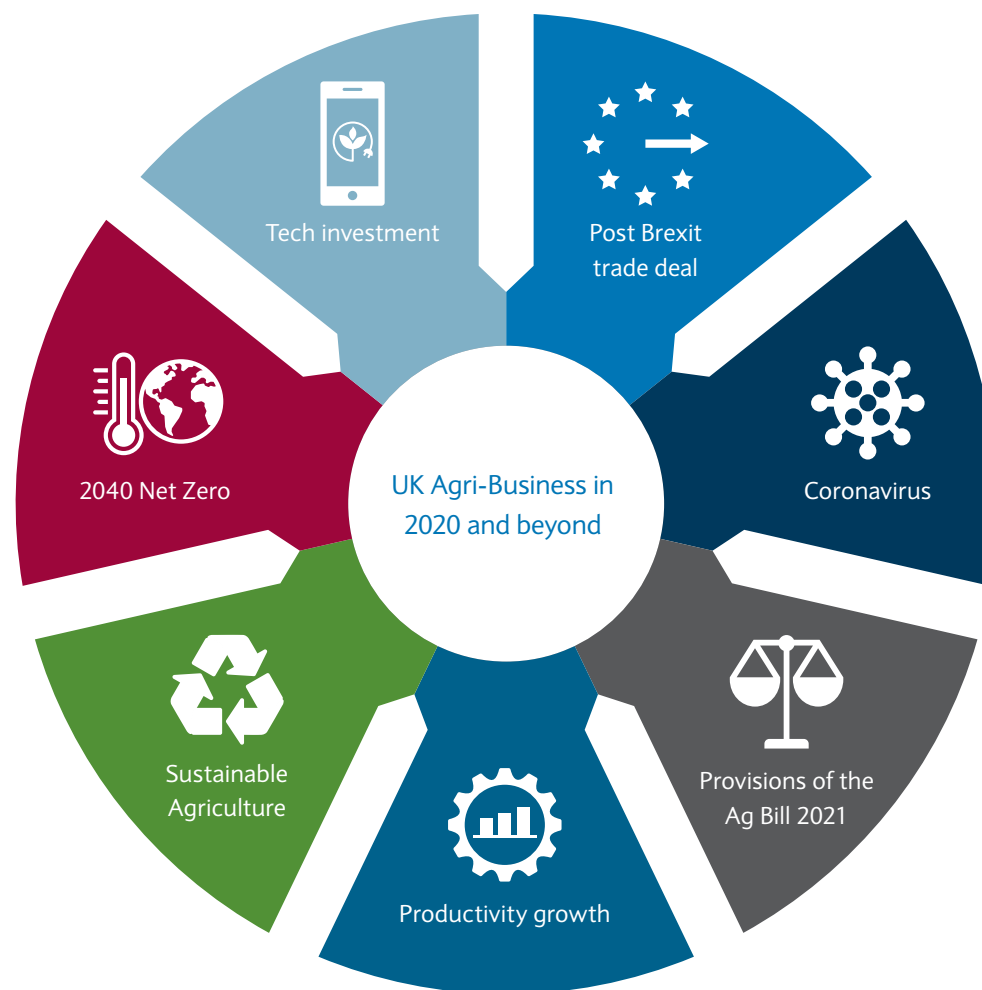 Tech investment
Post Brexit
trade deal
2040 Net Zero
UK Agri-Business in
2020 and beyond
Coronavirus
Sustainable
Agriculture
Provisions of the
Ag Bill 2021
Productivity growth